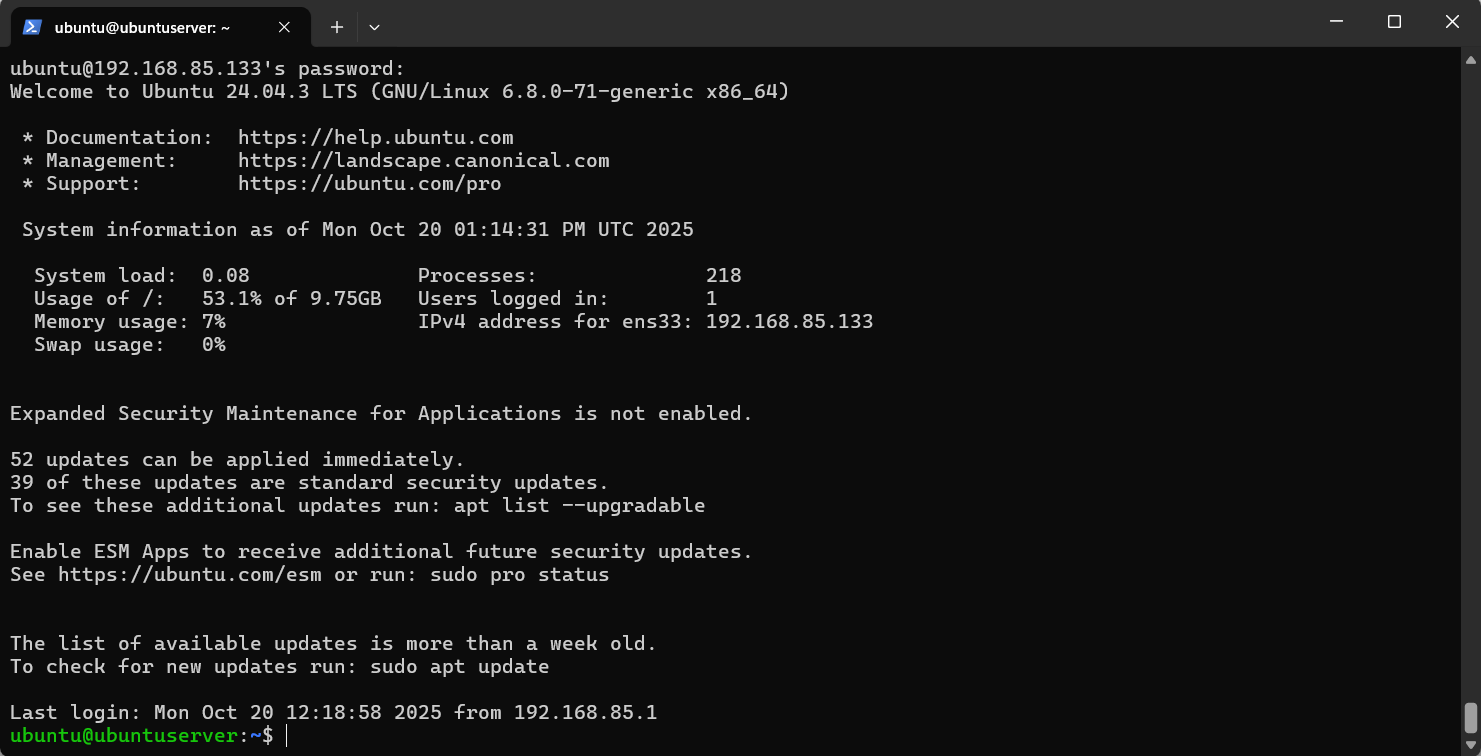 ubuntu@ubuntuserver: ~
ubuntu@192.168.85.133's password:
Welcome to Ubuntu 24.04.3 LTS (GNU/Linux 6.8.0-71-generic x86_64)
* Documentation: https://help.ubuntu.com
* Management: https://landscape.canonical.com
* Support: https://ubuntu.com/pro
System information as of Mon Oct 20 01:14:31 PM UTC 2025
System load: 0.08 Processes: 218
Usage of /: 53.1% of 9.75GB Users logged in: 1
Memory usage: 7% IPv4 address for ens33: 192.168.85.133
Swap usage: 0%
Expanded Security Maintenance for Applications is not enabled.
52 updates can be applied immediately.
39 of these updates are standard security updates.
To see these additional updates run: apt list --upgradable
Enable ESM Apps to receive additional future security updates.
See https://ubuntu.com/esm or run: sudo pro status
The list of available updates is more than a week old.
To check for new updates run: sudo apt update
Last login: Mon Oct 20 12:18:58 2025 from 192.168.85.1
ubuntu@ubuntuserver:~$